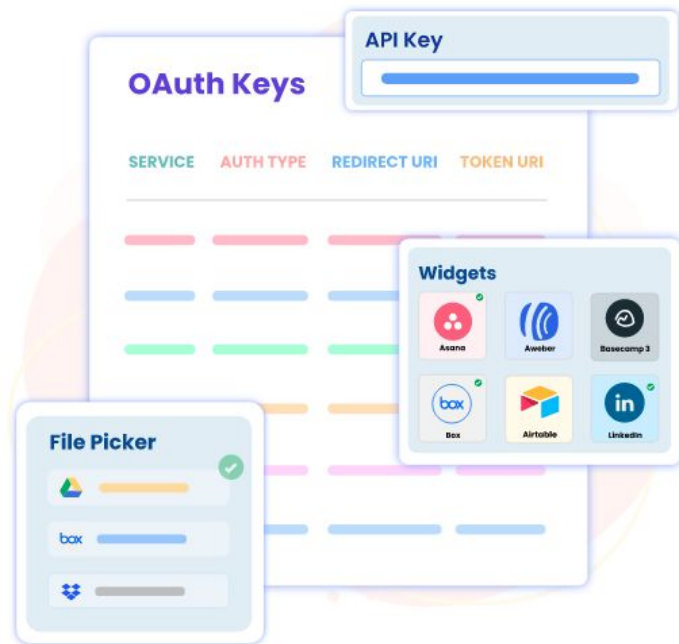 API Key
OAuth Keys
SERVICE AUTH TYPE REDIRECT URI TOKEN URI
Widgets
Asana Aweber Basecamp 3
box
in
Box Airtable LinkedIn
File Picker
box